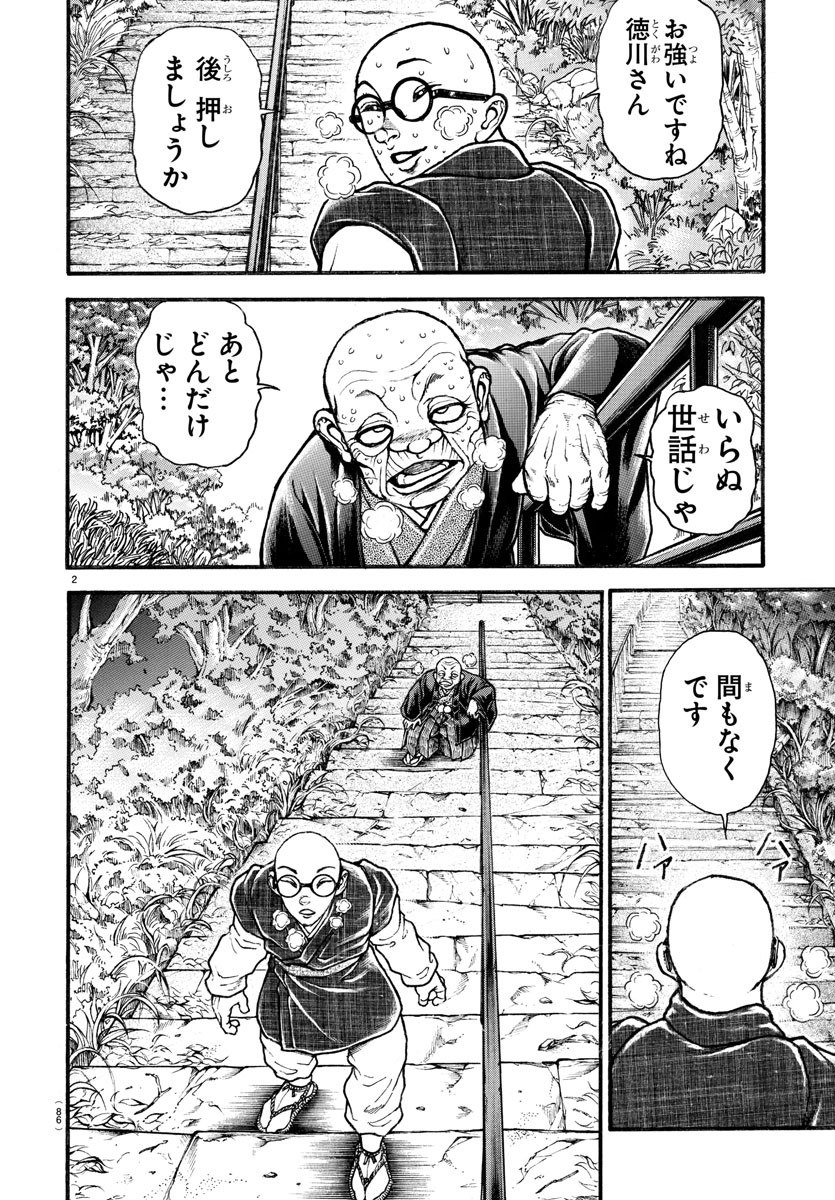 お強いですね
徳川さん
後押し
ましょうか
いらぬ
世話じゃ
あと
どんだけ
じゃ…
間もなく
です
ハァ
ハァ
2
(86)